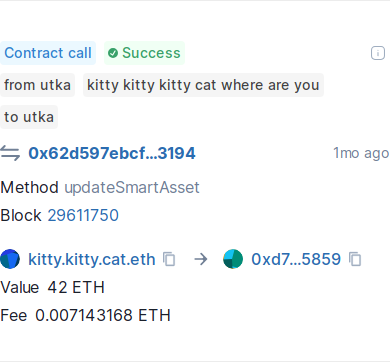 Contract call Success
from utka kitty kitty kitty cat where are you
to utka
0x62d597ebcf...3194 1mo ago
Method updateSmartAsset
Block 29611750
kitty.kitty.cat.eth → 0xd7...5859
Value 42 ETH
Fee 0.007143168 ETH